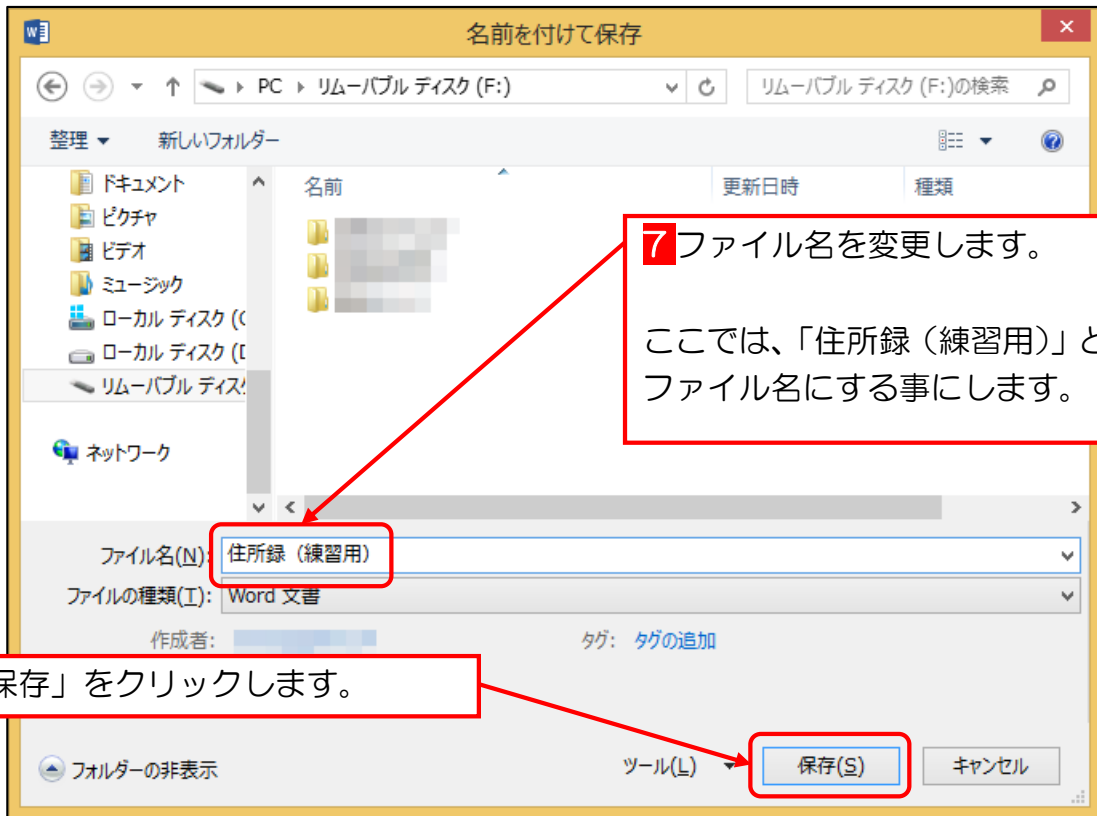 名前を付けて保存
PC リムーバブル ディスク (F:)
リムーバブル ディスク (F:)の検索
整理
新しいフォルダー
ドキュメント
ピクチャ
ビデオ
ミュージック
ローカル ディスク (C
ローカル ディスク (D
リムーバブル ディスク
ネットワーク
名前
更新日時
種類
7 ファイル名を変更します。
ここでは、「住所録（練習用）」と
ファイル名にする事にします。
ファイル名(N): 住所録（練習用）
ファイルの種類(T): Word 文書
作成者:
タグ: タグの追加
保存」をクリックします。
フォルダーの非表示
ツール(L)
保存(S)
キャンセル